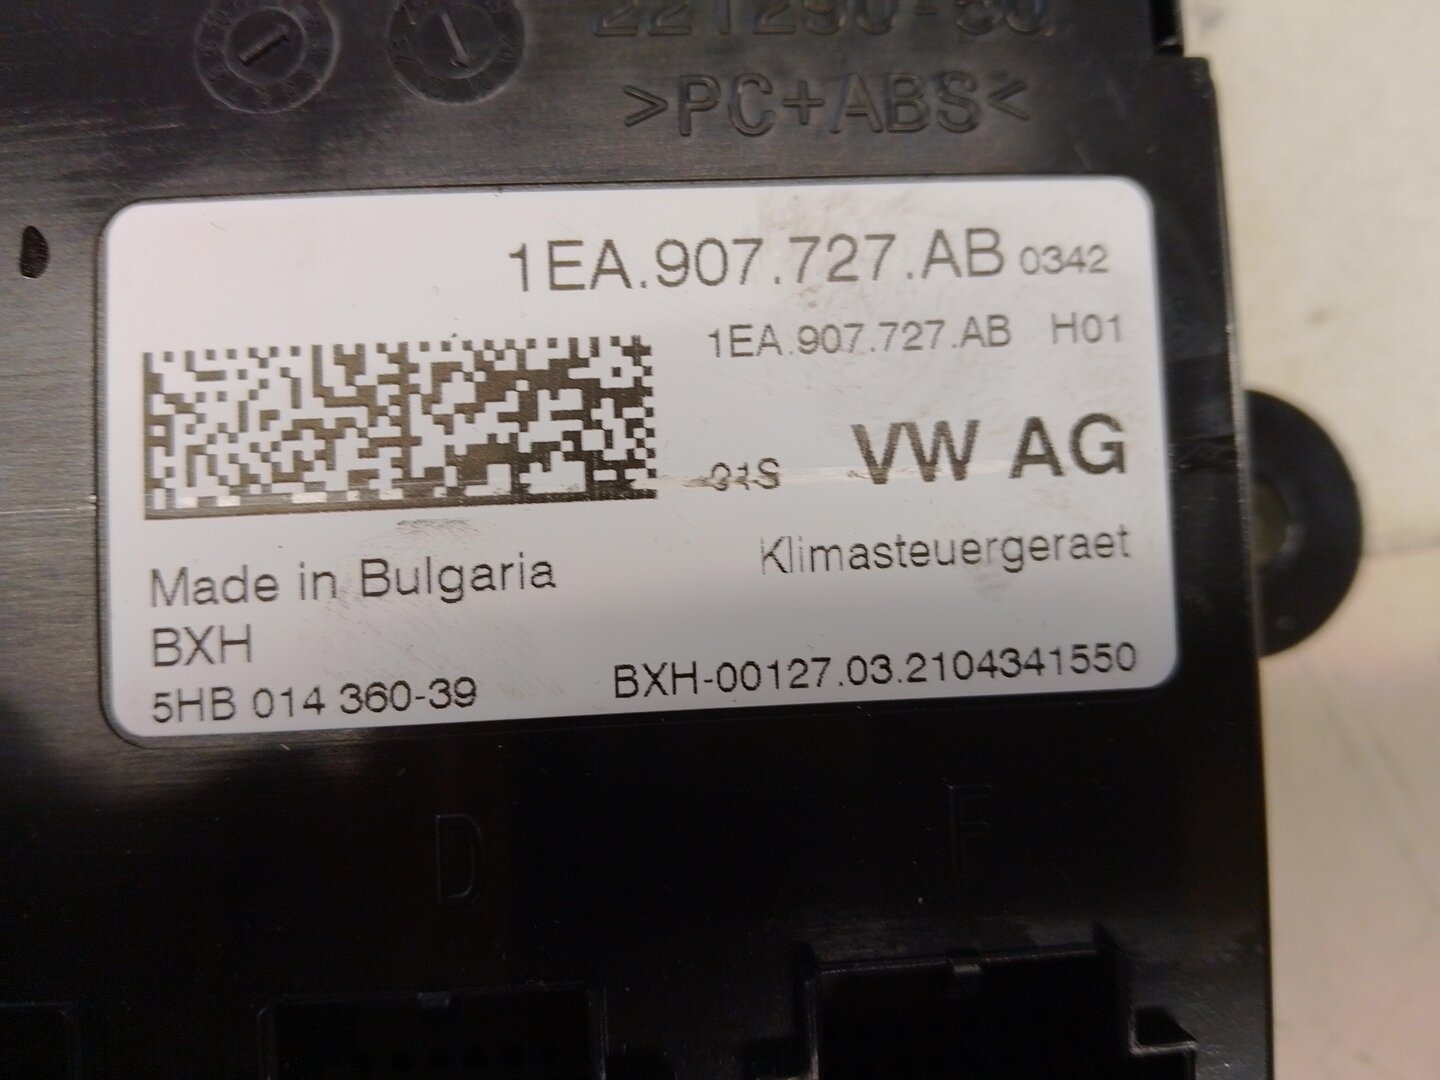 >PC+ABS<
1EA.907.727.AB 0342
1EA.907.727.AB H01
01S VW AG
Klimasteuergeraet
Made in Bulgaria
BXH
5HB 014 360-39
BXH-00127.03.2104341550
D F